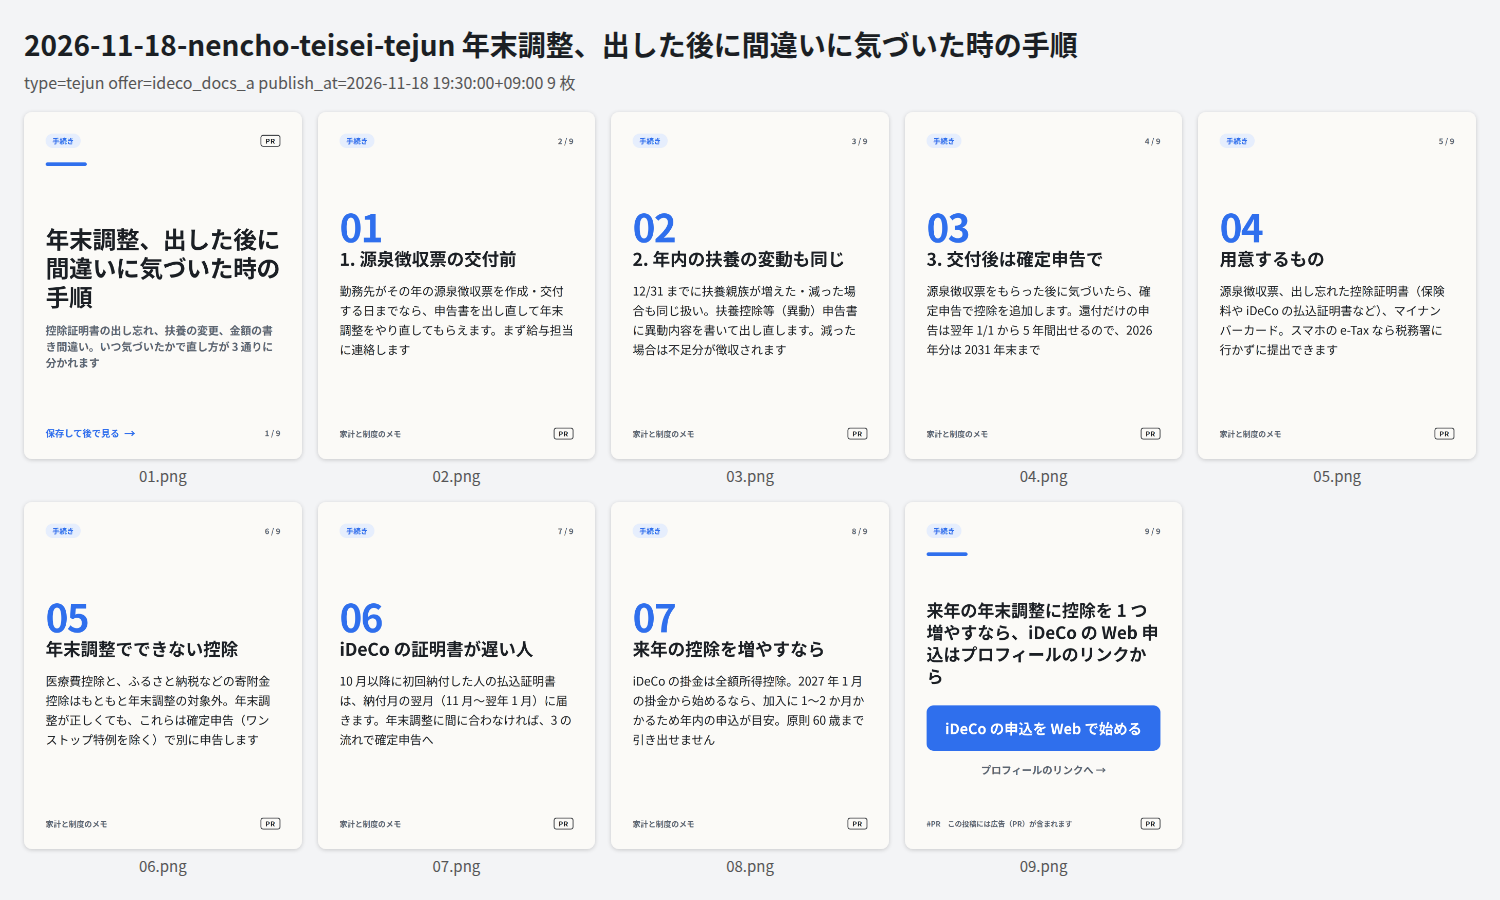 2026-11-18-nencho-teisei-tejun 年末調整、出した後に間違いに気づいた時の手順
type=tejun offer=ideco_docs_a publish_at=2026-11-18 19:30:00+09:00 9 枚
手続き
PR
年末調整、出した後に
間違いに気づいた時の
手順
控除証明書の出し忘れ、扶養の変更、金額の書
き間違い。いつ気づいたかで直し方が 3 通りに
分かれます
保存して後で見る →
1 / 9
01.png
手続き
2 / 9
01
1. 源泉徴収票の交付前
勤務先がその年の源泉徴収票を作成・交付
する日までなら、申告書を出し直して年末
調整をやり直してもらえます。まず給与担当
に連絡します
家計と制度のメモ
PR
02.png
手続き
3 / 9
02
2. 年内の扶養の変動も同じ
12/31 までに扶養親族が増えた・減った場
合も同じ扱い。扶養控除等（異動）申告書
に異動内容を書いて出し直します。減った
場合は不足分が徴収されます
家計と制度のメモ
PR
03.png
手続き
4 / 9
03
3. 交付後は確定申告で
源泉徴収票をもらった後に気づいたら、確
定申告で控除を追加します。還付だけの申
告は翌年 1/1 から 5 年間出せるので、2026
年分は 2031 年末まで
家計と制度のメモ
PR
04.png
手続き
5 / 9
04
用意するもの
源泉徴収票、出し忘れた控除証明書（保険
料や iDeCo の払込証明書など）、マイナン
バーカード。スマホの e-Tax なら税務署に
行かずに提出できます
家計と制度のメモ
PR
05.png
手続き
6 / 9
05
年末調整でできない控除
医療費控除と、ふるさと納税などの寄附金
控除はもともと年末調整の対象外。年末調
整が正しくても、これらは確定申告（ワン
ストップ特例を除く）で別に申告します
家計と制度のメモ
PR
06.png
手続き
7 / 9
06
iDeCo の証明書が遅い人
10 月以降に初回納付した人の払込証明書
は、納付月の翌月（11 月〜翌年 1 月）に届
きます。年末調整に間に合わなければ、3 の
流れで確定申告へ
家計と制度のメモ
PR
07.png
手続き
8 / 9
07
来年の控除を増やすなら
iDeCo の掛金は全額所得控除。2027 年 1 月
の掛金から始めるなら、加入に 1〜2 か月か
かるため年内の申込が目安。原則 60 歳まで
引き出せません
家計と制度のメモ
PR
08.png
手続き
9 / 9
来年の年末調整に控除を 1 つ
増やすなら、iDeCo の Web 申
込はプロフィールのリンクか
ら
iDeCo の申込を Web で始める
プロフィールのリンクへ →
#PR この投稿には広告（PR）が含まれます
PR
09.png